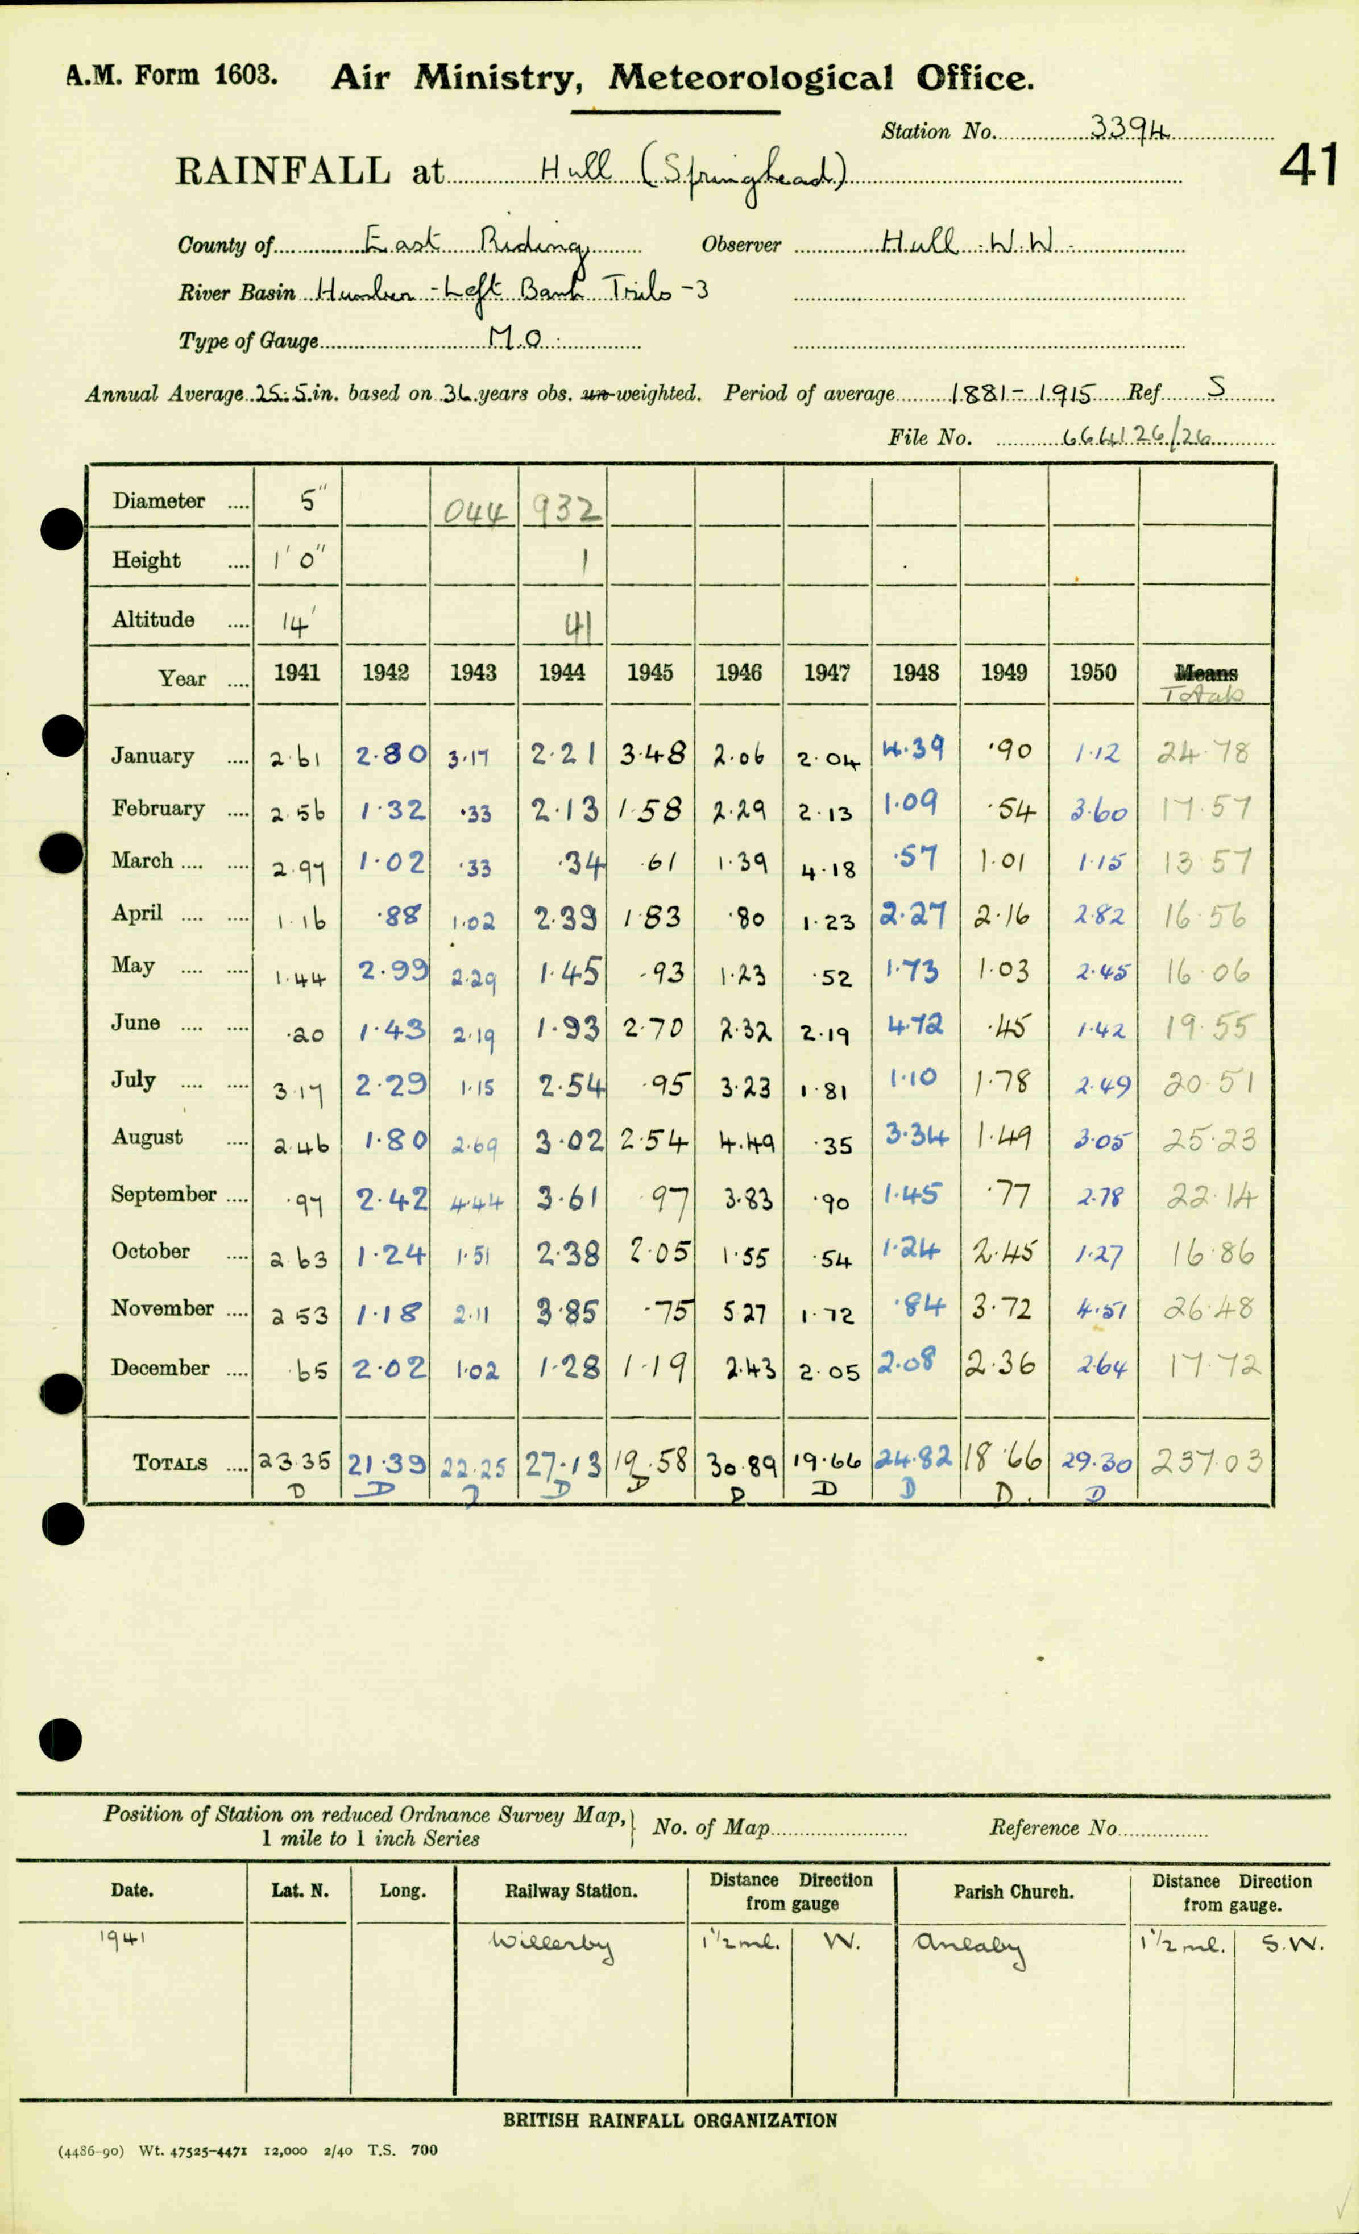 A.M. Form 1603. Air Ministry, Meteorological Office.
Station No. 3394
41
RAINFALL at Hull (Springhead)
County of East Riding Observer Hull W.W.
River Basin Humber - Left Bank Tribs - 3
Type of Gauge M.O.
Annual Average 25.5 in. based on years obs. un-weighted. Period of average 1881-1915 Ref S
File No. 664126/26
Diameter .... 5" 044 932
Height .... 1' 0" 1
Altitude .... 14' 41
Year .... 1941 1942 1943 1944 1945 1946 1947 1948 1949 1950 Means
Totals
January .... 2.61 2.80 3.17 2.21 3.48 2.06 2.04 4.39 .90 1.12 24.78
February .... 2.56 1.32 .33 2.13 1.58 2.29 2.13 1.09 .54 3.60 17.57
March .... .... 2.97 1.02 .33 .34 .61 1.39 4.18 .57 1.01 1.15 13.57
April .... .... 1.16 .88 1.02 2.39 1.83 .80 1.23 2.27 2.16 2.82 16.56
May .... .... 1.44 2.99 2.29 1.45 .93 1.23 .52 1.73 1.03 2.45 16.06
June .... .... .20 1.43 2.19 1.93 2.70 2.32 2.19 4.72 .45 1.42 19.55
July .... .... 3.17 2.29 1.15 2.54 .95 3.23 1.81 1.10 1.78 2.49 20.51
August .... 2.46 1.80 2.69 3.02 2.54 4.49 .35 3.34 1.49 3.05 25.23
September .... .97 2.42 4.44 3.61 .97 3.83 .90 1.45 .77 2.78 22.14
October .... 2.63 1.24 1.51 2.38 2.05 1.55 .54 1.24 2.45 1.27 16.86
November .... 2.53 1.18 2.11 3.85 .75 5.27 1.72 .84 3.72 4.51 26.48
December .... .65 2.02 1.02 1.28 1.19 2.43 2.05 2.08 2.36 2.64 17.72
TOTALS .... 23.35 21.39 22.25 27.13 19.58 30.89 19.66 24.82 18.66 29.30 237.03
D D D D D D D D D
Position of Station on reduced Ordnance Survey Map, 1 mile to 1 inch Series } No. of Map Reference No.
Date. Lat. N. Long. Railway Station. Distance from gauge Direction Parish Church. Distance Direction from gauge.
1941 Willerby 1 1/2 ml. W. Anlaby 1 1/2 ml. S.W.
BRITISH RAINFALL ORGANIZATION
(4486-90) Wt. 47525-4471 12,000 2/40 T.S. 700